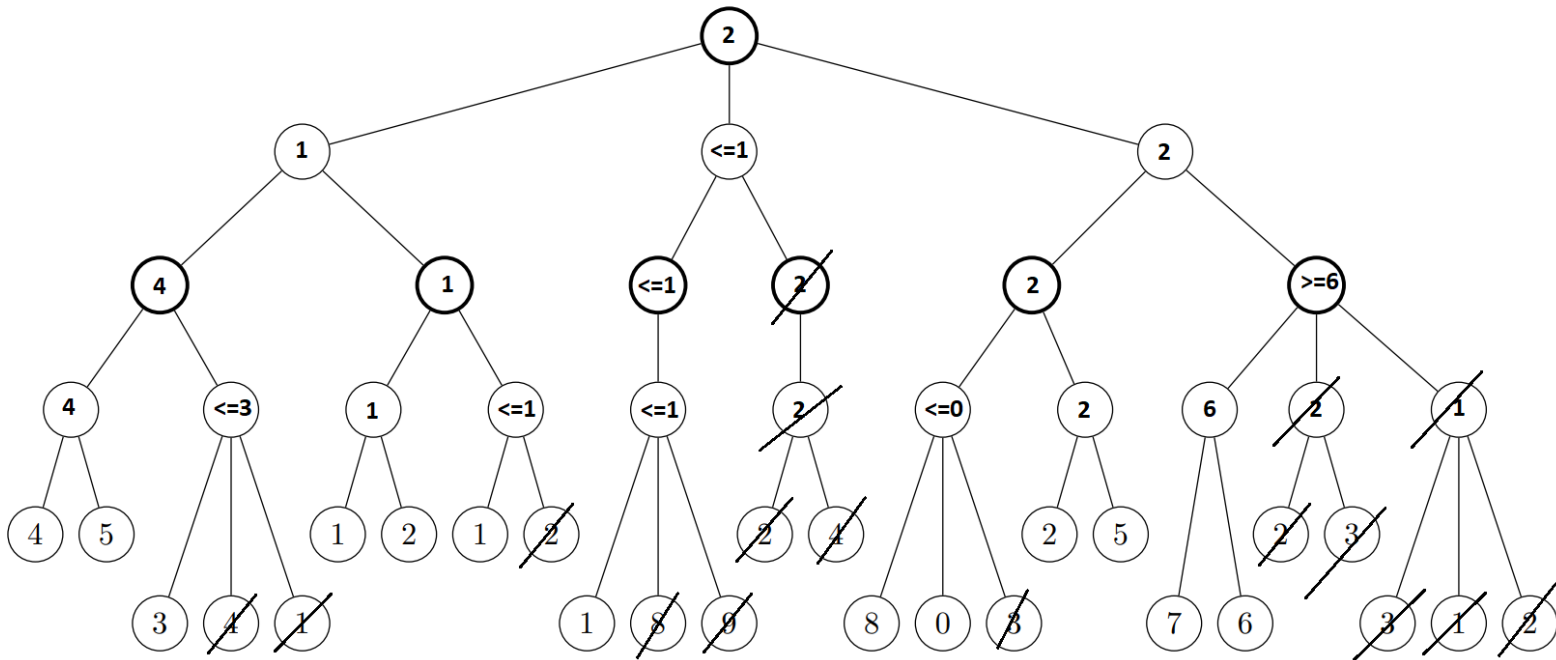 2
1 <=1 2
4 1 <=1 2 2 >=6
4 <=3 1 <=1 <=1 2 <=0 2 6 2 1
4 5 1 2 1 2 2 4 2 5 2 3
3 4 1 1 8 9 8 0 3 7 6 3 1 2